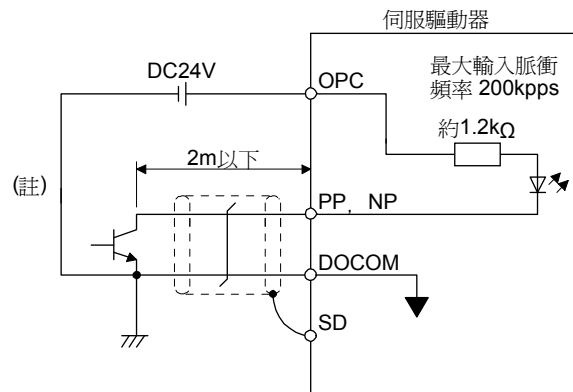 伺服驅動器
DC24V
OPC
最大輸入脈衝
頻率 200kpps
約1.2kΩ
2m以下
(註)
PP, NP
DOCOM
SD